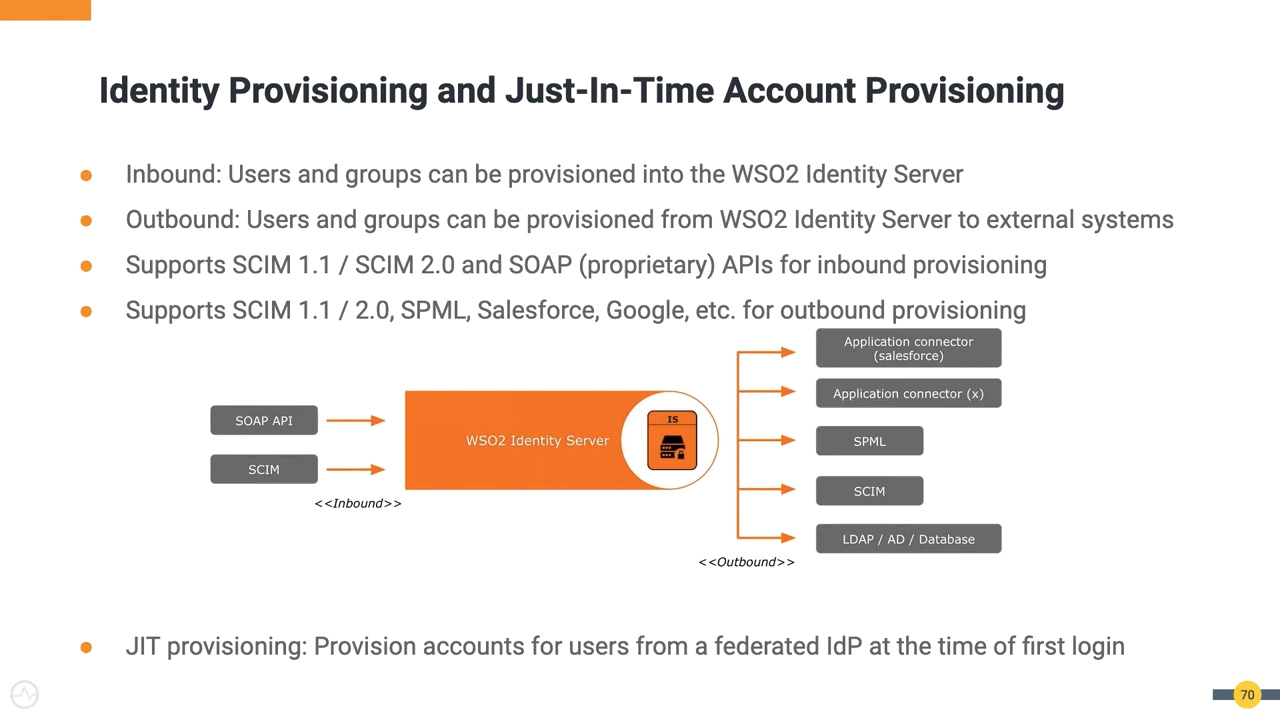 Identity Provisioning and Just-In-Time Account Provisioning
● Inbound: Users and groups can be provisioned into the WSO2 Identity Server
● Outbound: Users and groups can be provisioned from WSO2 Identity Server to external systems
● Supports SCIM 1.1 / SCIM 2.0 and SOAP (proprietary) APIs for inbound provisioning
● Supports SCIM 1.1 / 2.0, SPML, Salesforce, Google, etc. for outbound provisioning
SOAP API
SCIM
<<Inbound>>
WSO2 Identity Server
IS
Application connector
(salesforce)
Application connector (x)
SPML
SCIM
LDAP / AD / Database
<<Outbound>>
● JIT provisioning: Provision accounts for users from a federated IdP at the time of first login
70